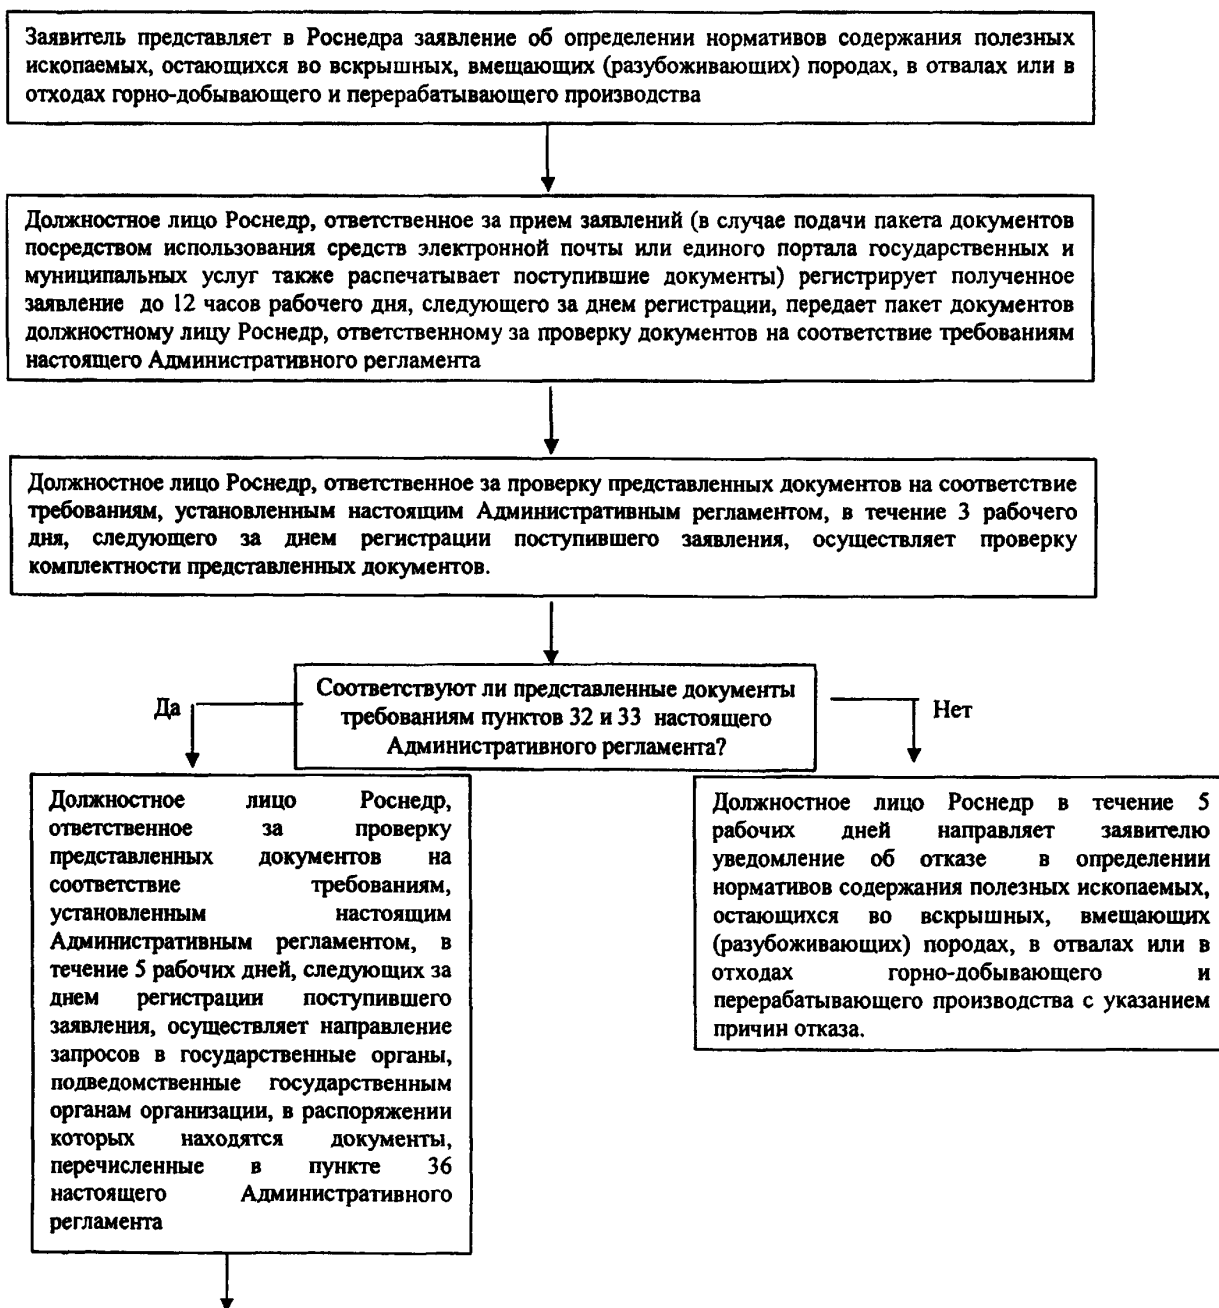 Заявитель представляет в Роснедра заявление об определении нормативов содержания полезных
ископаемых, остающихся во вскрышных, вмещающих (разубоживающих) породах, в отвалах или в
отходах горно-добывающего и перерабатывающего производства
Должностное лицо Роснедр, ответственное за прием заявлений (в случае подачи пакета документов
посредством использования средств электронной почты или единого портала государственных и
муниципальных услуг также распечатывает поступившие документы) регистрирует полученное
заявление до 12 часов рабочего дня, следующего за днем регистрации, передает пакет документов
должностному лицу Роснедр, ответственному за проверку документов на соответствие требованиям
настоящего Административного регламента
Должностное лицо Роснедр, ответственное за проверку представленных документов на соответствие
требованиям, установленным настоящим Административным регламентом, в течение 3 рабочего
дня, следующего за днем регистрации поступившего заявления, осуществляет проверку
комплектности представленных документов.
Соответствуют ли представленные документы
требованиям пунктов 32 и 33 настоящего
Административного регламента?
Да
Нет
Должностное лицо Роснедр,
ответственное за проверку
представленных документов на
соответствие требованиям,
установленным настоящим
Административным регламентом, в
течение 5 рабочих дней, следующих за
днем регистрации поступившего
заявления, осуществляет направление
запросов в государственные органы,
подведомственные государственным
органам организации, в распоряжении
которых находятся документы,
перечисленные в пункте 36
настоящего Административного
регламента
Должностное лицо Роснедр в течение 5
рабочих дней направляет заявителю
уведомление об отказе в определении
нормативов содержания полезных ископаемых,
остающихся во вскрышных, вмещающих
(разубоживающих) породах, в отвалах или в
отходах горно-добывающего и
перерабатывающего производства с указанием
причин отказа.